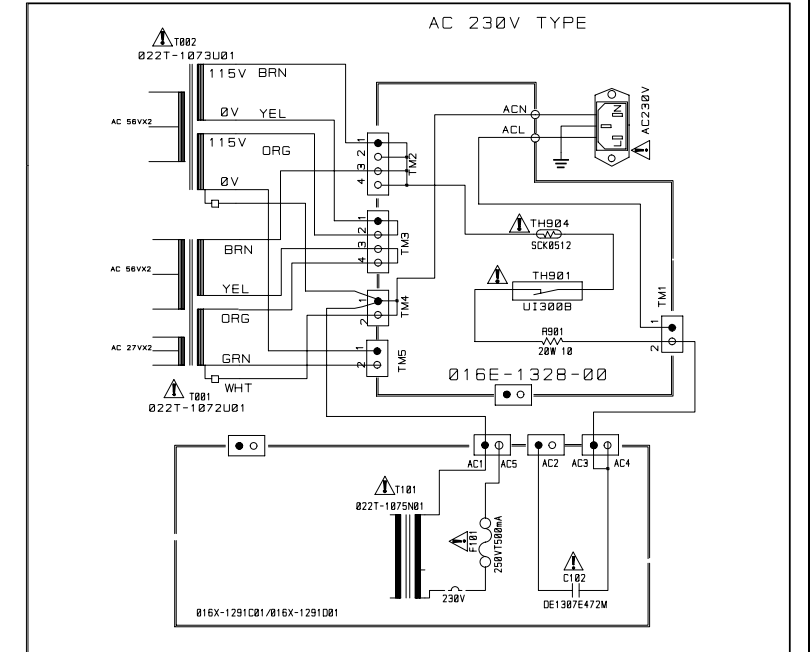 AC 230V TYPE
T002
022T-1073U01
115V BRN
0V YEL
AC 56VX2
115V
ORG
0V
ACN
ACL
N
L
AC230V
1
2
3
4
TM2
1
2
3
4
TM3
TH904
SCK0512
BRN
AC 56VX2
YEL
TH901
UI300B
1
2
TM4
ORG
1
2
TM1
AC 27VX2
R901
20W 10
GRN
1
2
TM5
016E-1328-00
WHT
T001
022T-1072U01
AC1
AC5
AC2
AC3
AC4
T101
022T-1075N01
F101
250VT500mA
C102
230V
DE1307E472M
016X-1291C01/016X-1291D01